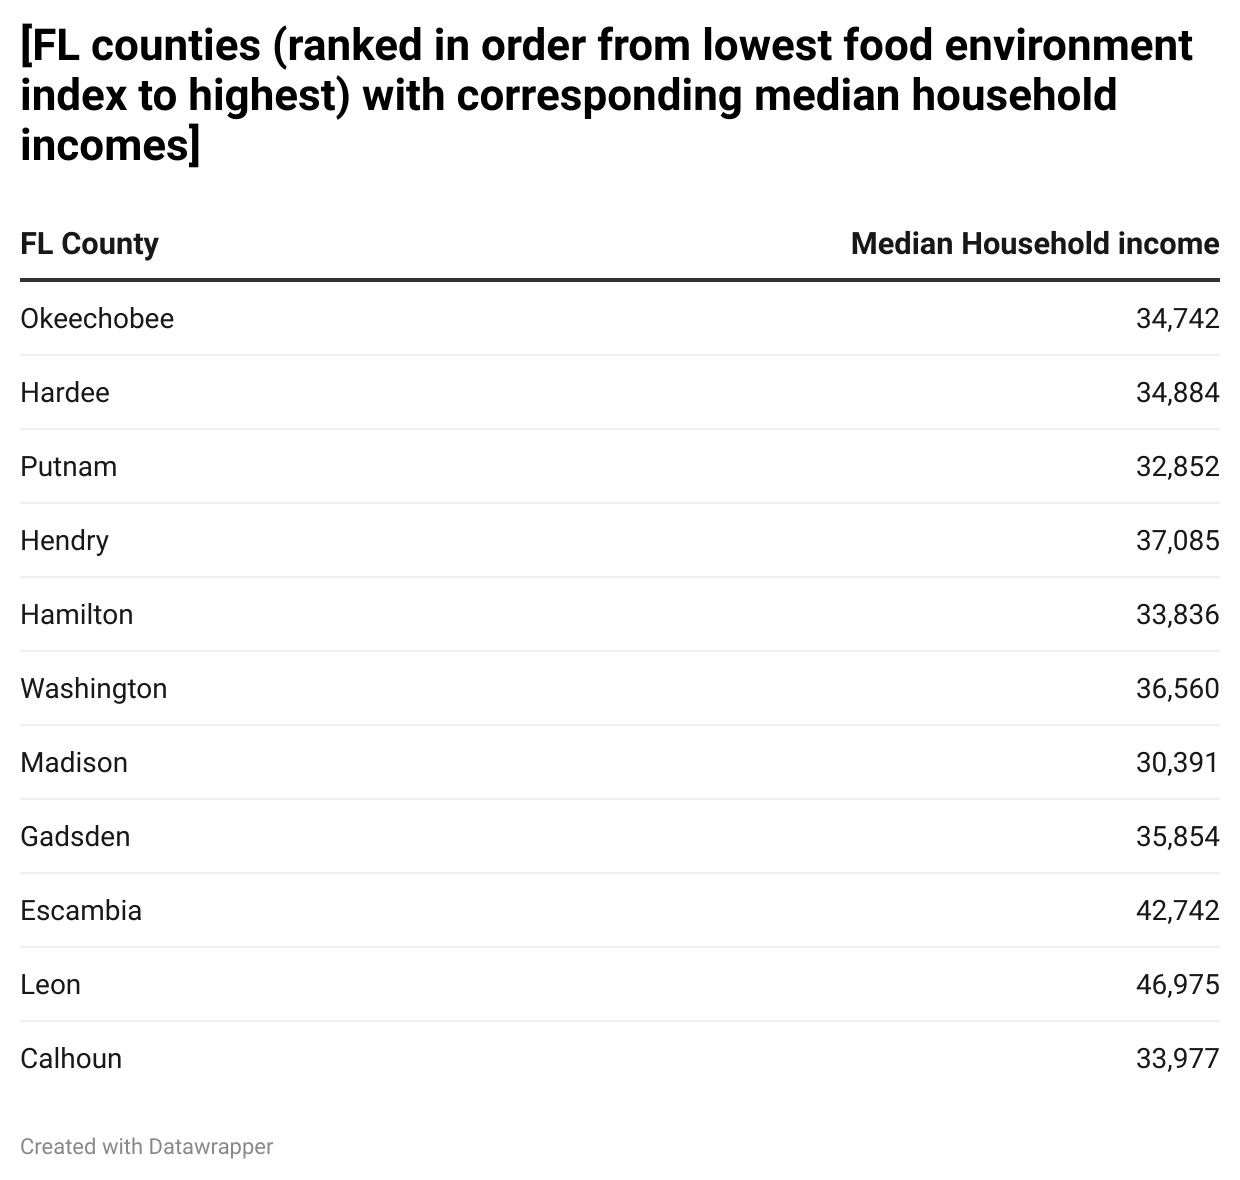 [FL counties (ranked in order from lowest food environment
index to highest) with corresponding median household
incomes]
FL County Median Household income
Okeechobee 34,742
Hardee 34,884
Putnam 32,852
Hendry 37,085
Hamilton 33,836
Washington 36,560
Madison 30,391
Gadsden 35,854
Escambia 42,742
Leon 46,975
Calhoun 33,977
Created with Datawrapper